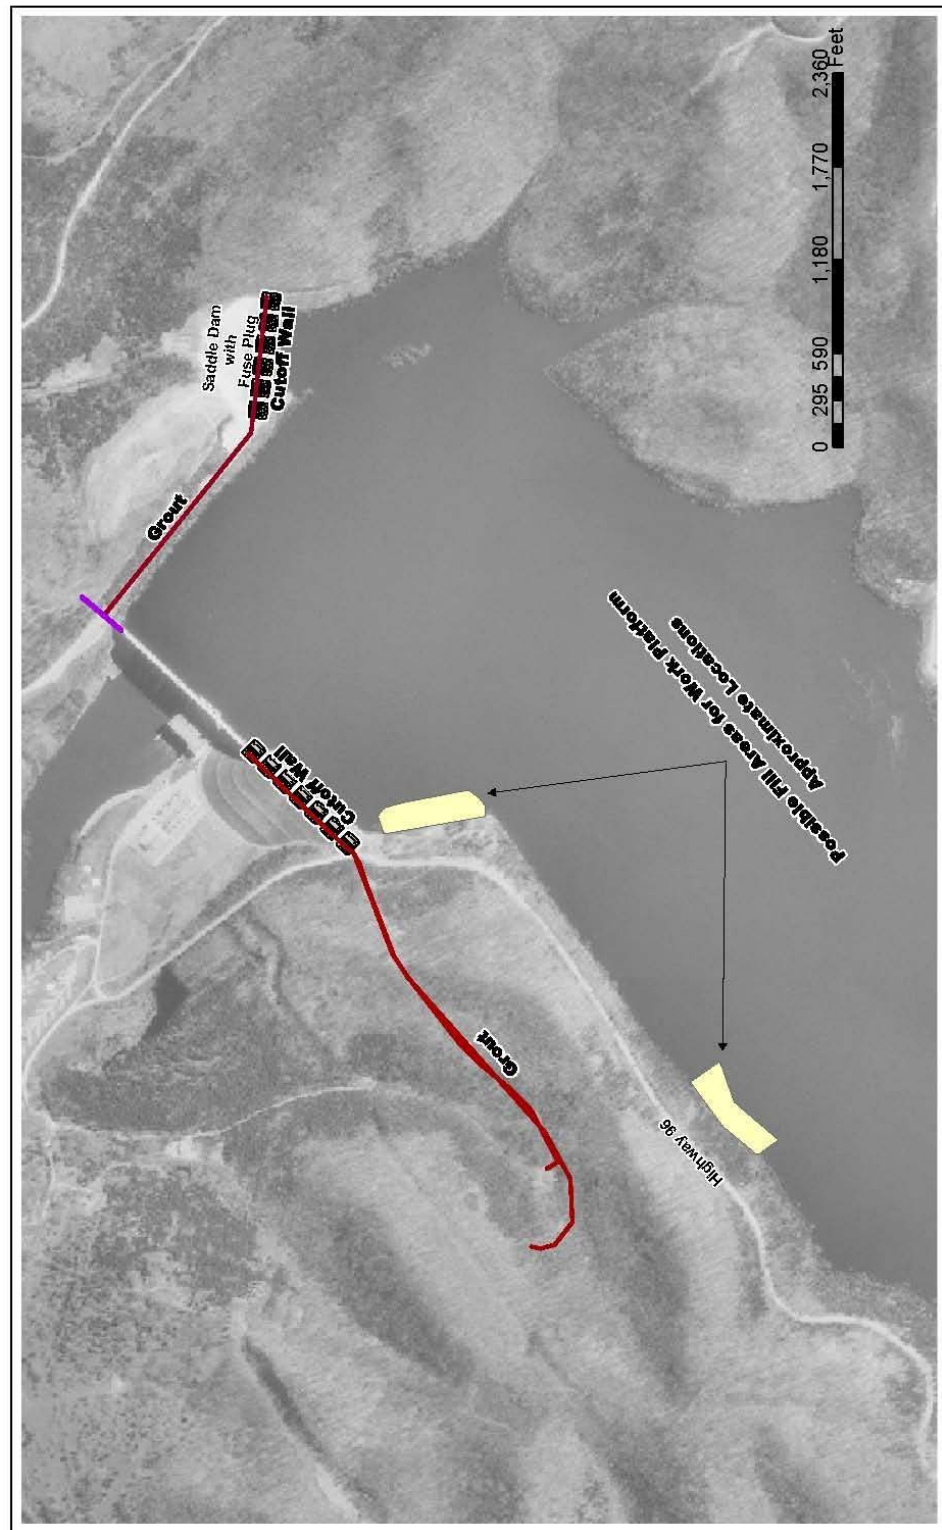 Saddle Dam
with
Fuse Plug
Cutoff Wall
Grout
Cutoff Wall
Grout
Highway 96
Possible Fill Areas for Work Platform
Approximate Locations
0 295 590 1,180 1,770 2,360
Feet